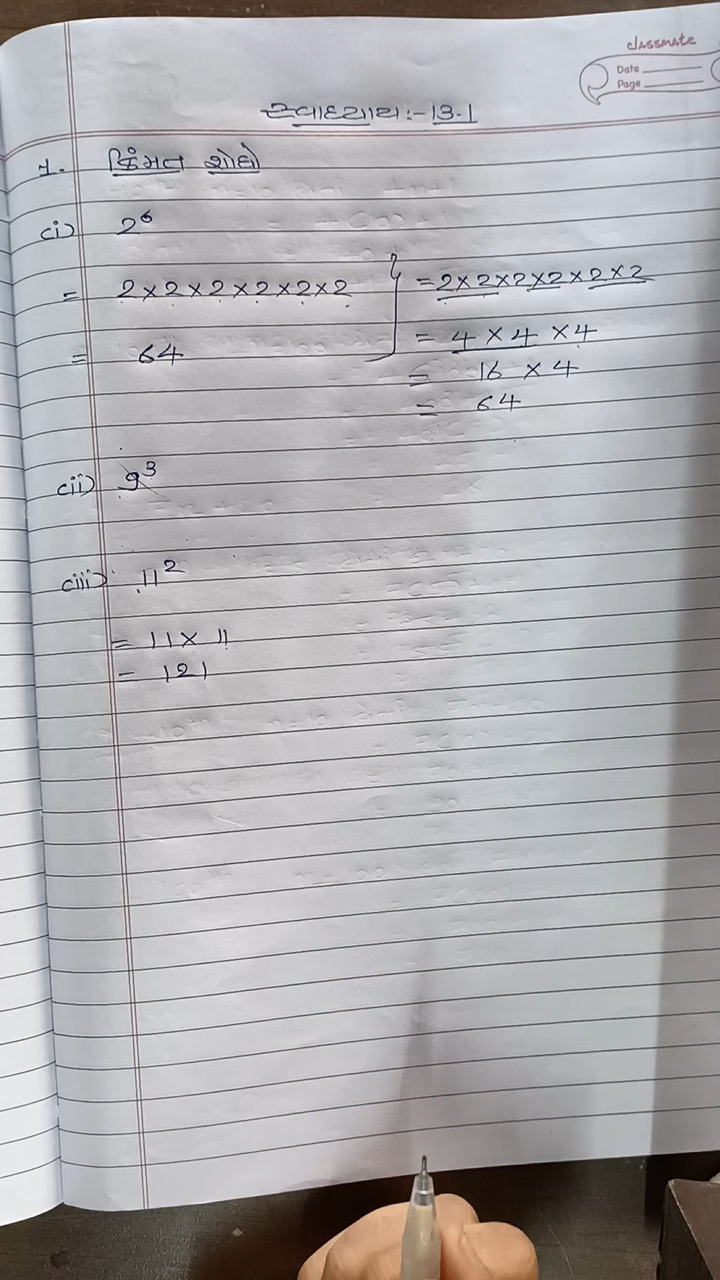 classmate
Date
Page
સ્વાધ્યાય:- 13.1
1. કિંમત શોધો
(i) 2⁶
= 2×2×2×2×2×2
= 64
= 2×2×2×2×2×2
= 4 × 4 × 4
= 16 × 4
= 64
(ii) 9³
(iii) 11²
= 11 × 11
= 121